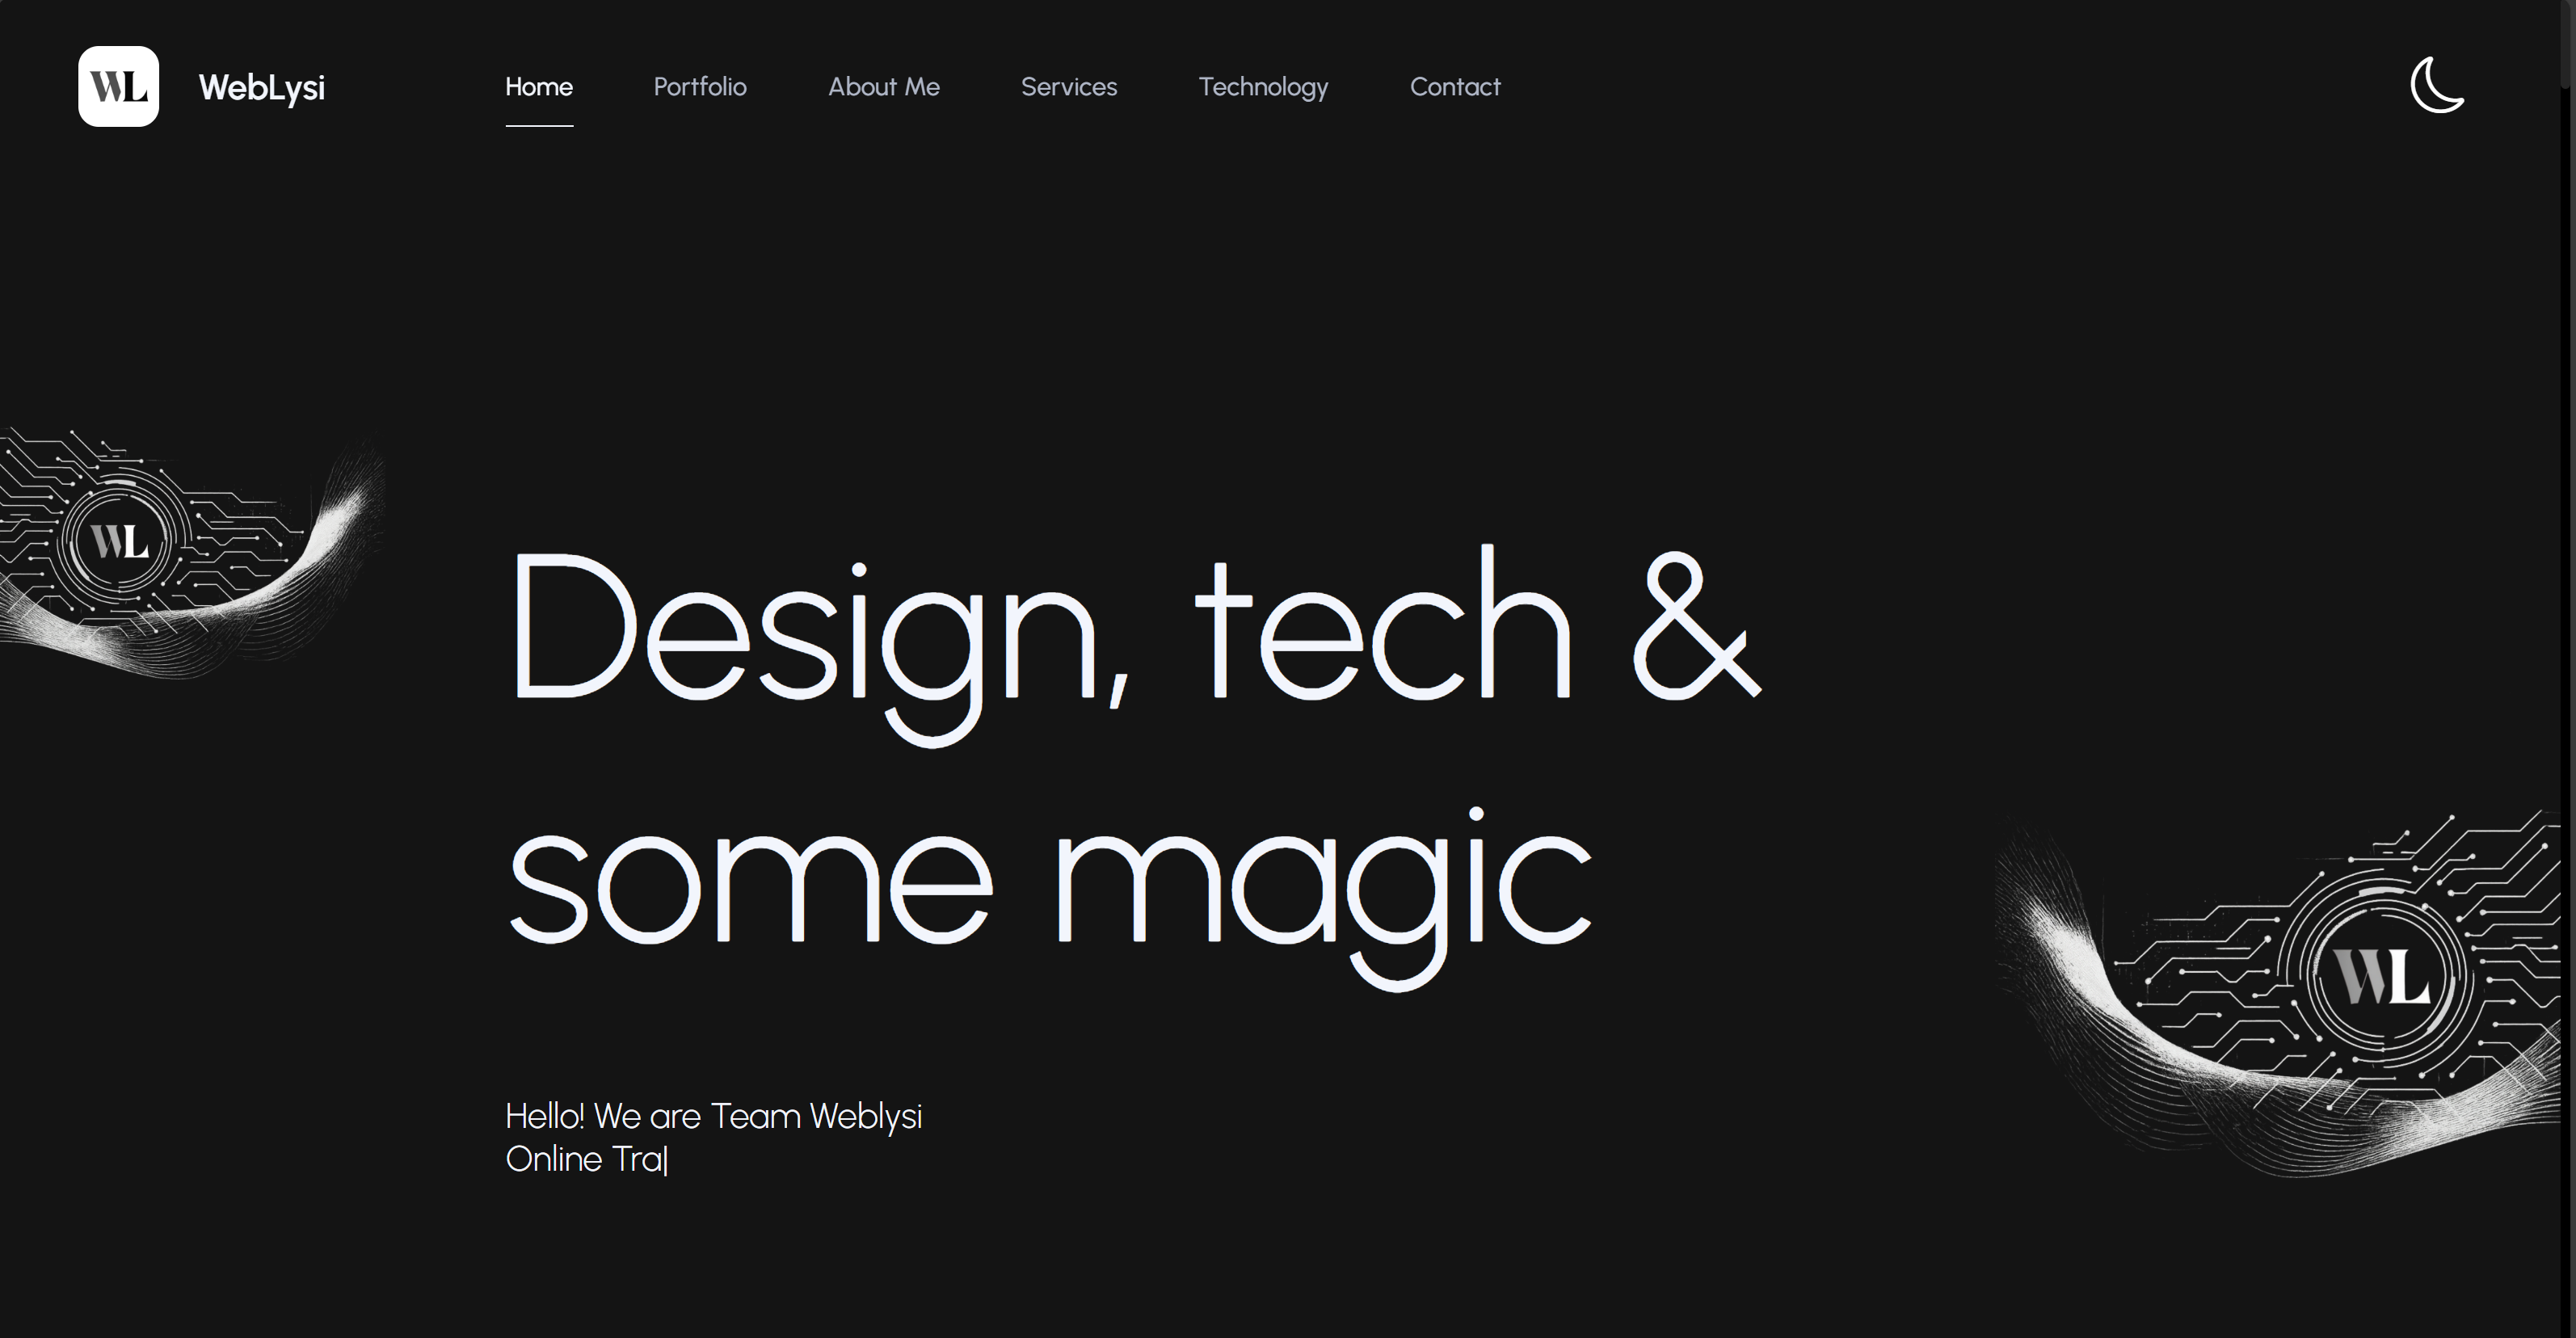 WL WebLysi Home Portfolio About Me Services Technology Contact
WL
Design, tech &
some magic
WL
Hello! We are Team Weblysi
Online Tra|